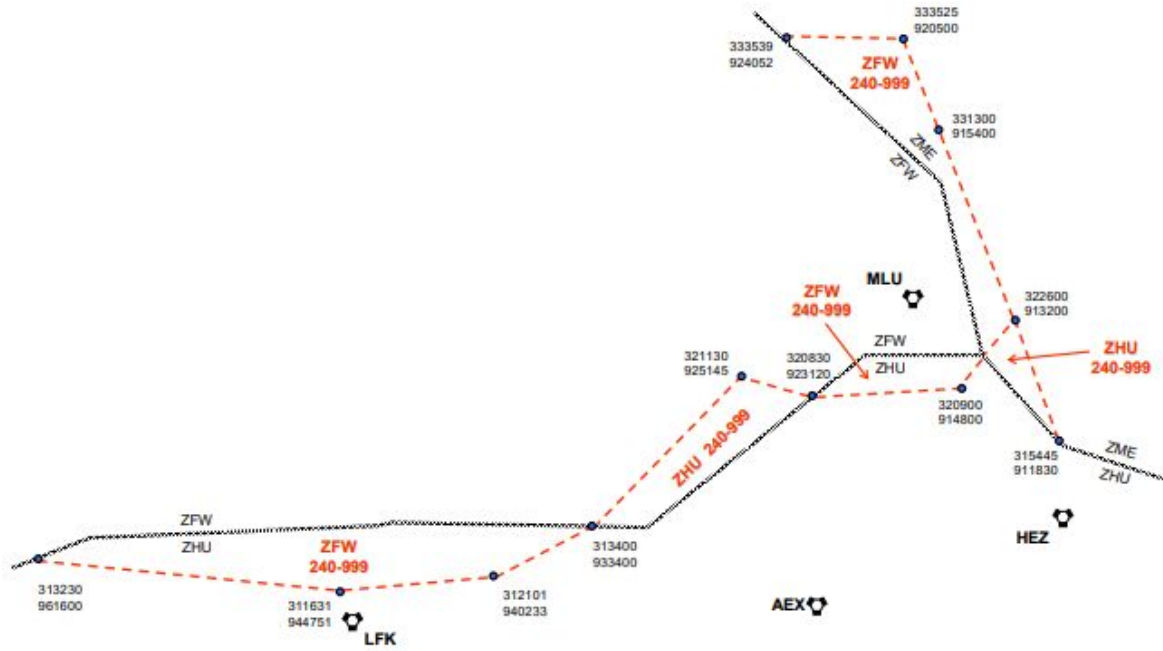 333525
920500
333539
924052
ZFW
240-999
331300
915400
ZME
ZFW
MLU
322600
913200
ZFW
240-999
ZFW
ZHU
ZHU
240-999
321130
925145
320830
923120
320900
914800
ZHU 240-999
315445
911830
ZME
ZHU
ZFW
ZHU
ZFW
240-999
313400
933400
HEZ
313230
961600
311631
944751
312101
940233
AEX
LFK